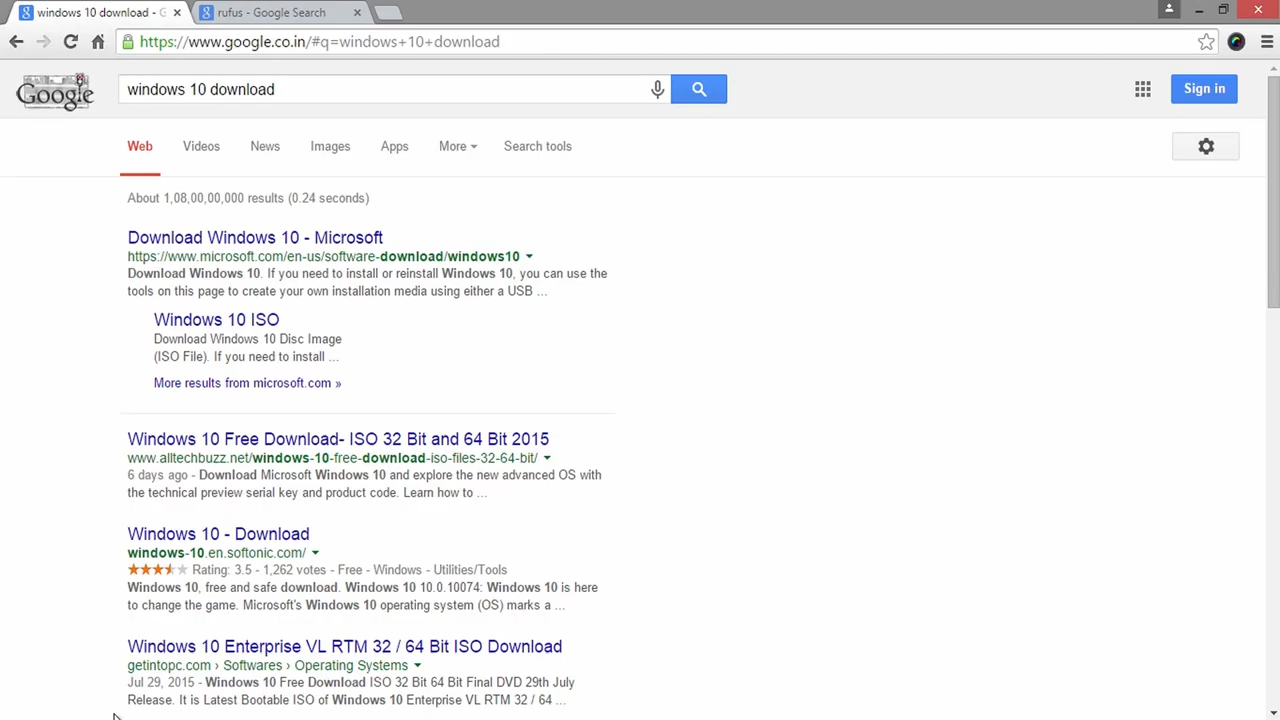 windows 10 download - G
rufus - Google Search
https://www.google.co.in/#q=windows+10+download
Google
windows 10 download
Sign in
Web
Videos
News
Images
Apps
More
Search tools
About 1,08,00,00,000 results (0.24 seconds)
Download Windows 10 - Microsoft
https://www.microsoft.com/en-us/software-download/windows10
Download Windows 10. If you need to install or reinstall Windows 10, you can use the
tools on this page to create your own installation media using either a USB ...
Windows 10 ISO
Download Windows 10 Disc Image
(ISO File). If you need to install ...
More results from microsoft.com »
Windows 10 Free Download- ISO 32 Bit and 64 Bit 2015
www.alltechbuzz.net/windows-10-free-download-iso-files-32-64-bit/
6 days ago - Download Microsoft Windows 10 and explore the new advanced OS with
the technical preview serial key and product code. Learn how to ...
Windows 10 - Download
windows-10.en.softonic.com/
Rating: 3.5 - 1,262 votes - Free - Windows - Utilities/Tools
Windows 10, free and safe download. Windows 10 10.0.10074: Windows 10 is here
to change the game. Microsoft's Windows 10 operating system (OS) marks a ...
Windows 10 Enterprise VL RTM 32 / 64 Bit ISO Download
getintopc.com › Softwares › Operating Systems
Jul 29, 2015 - Windows 10 Free Download ISO 32 Bit 64 Bit Final DVD 29th July
Release. It is Latest Bootable ISO of Windows 10 Enterprise VL RTM 32 / 64 ...